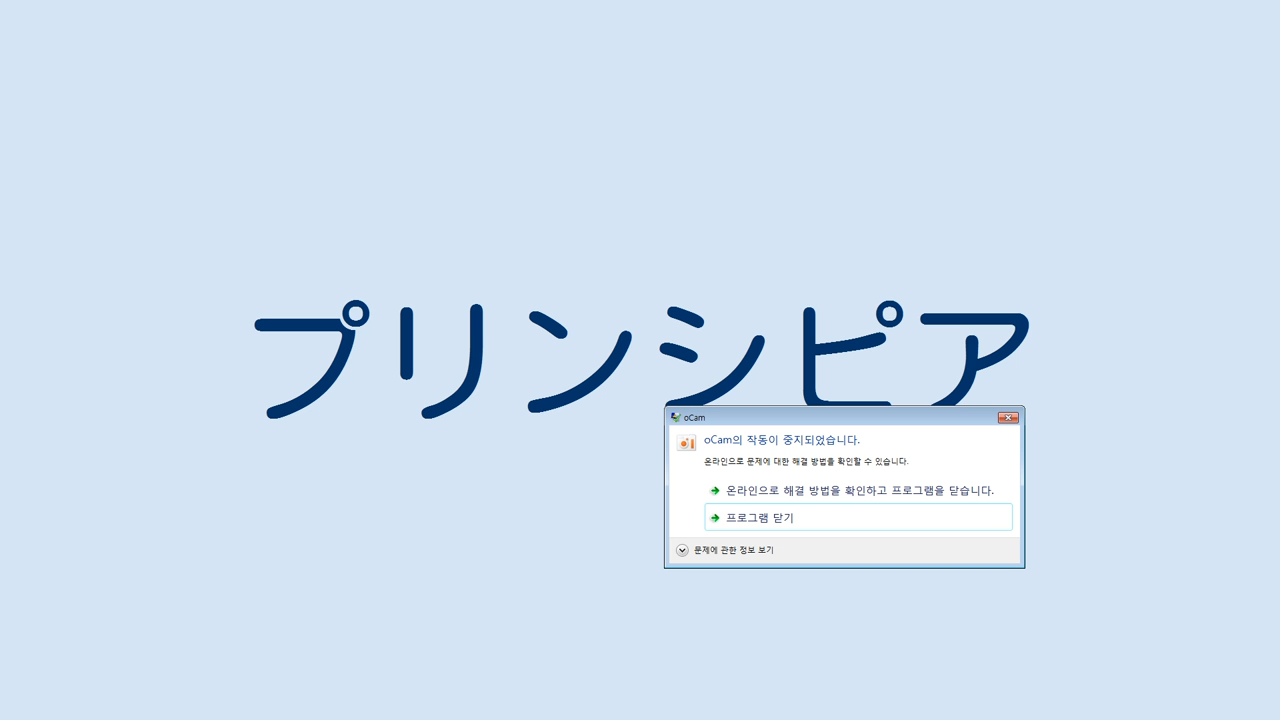 プリンシピア
oCam
oCam의 작동이 중지되었습니다.
온라인으로 문제에 대한 해결 방법을 확인할 수 있습니다.
온라인으로 해결 방법을 확인하고 프로그램을 닫습니다.
프로그램 닫기
문제에 관한 정보 보기